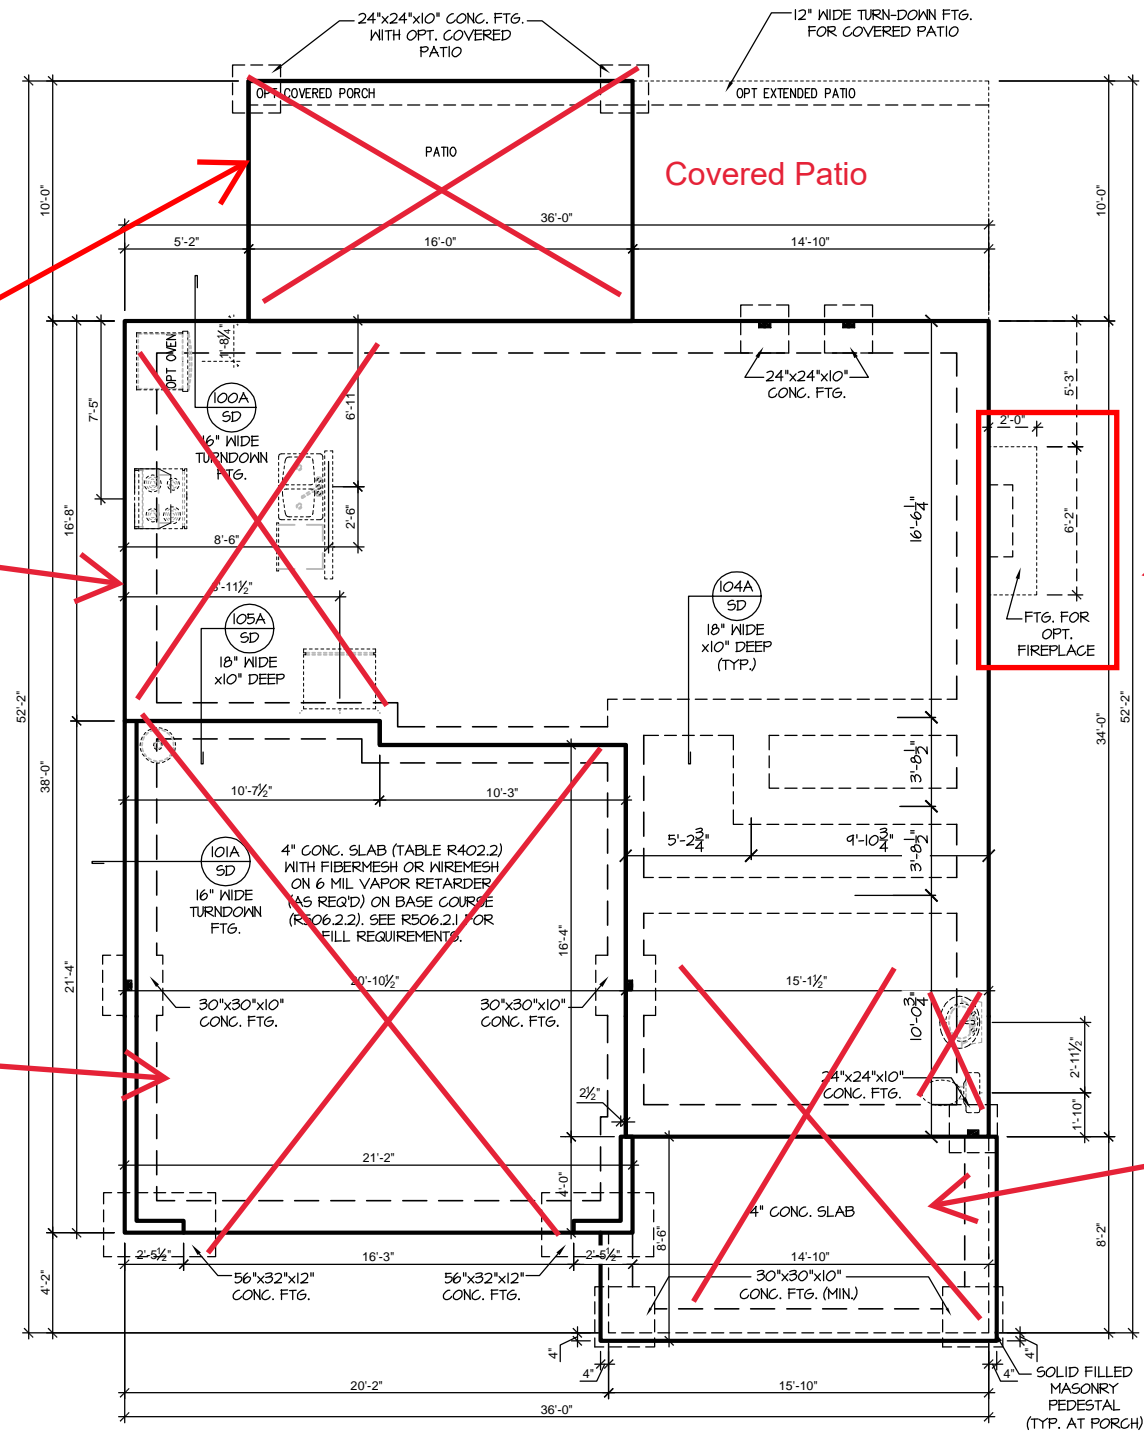 24"x24"x10" CONC. FTG.
WITH OPT. COVERED
PATIO
12" WIDE TURN-DOWN FTG.
FOR COVERED PATIO
OPT COVERED PORCH
OPT EXTENDED PATIO
PATIO
Covered Patio
10'-0"
10'-0"
36'-0"
5'-2"
16'-0"
14'-10"
1'-8¼"
OPT OVEN
7'-5"
100A
SD
16" WIDE
TURNDOWN
FTG.
6'-11
24"x24"x10"
CONC. FTG.
5'-3"
2'-0"
16'-8"
2'-6"
8'-6"
16'-6¼"
6'-2"
-11½"
105A
SD
18" WIDE
x10" DEEP
104A
SD
18" WIDE
x10" DEEP
(TYP.)
FTG. FOR
OPT.
FIREPLACE
52'-2"
38'-0"
34'-0"
52'-2"
3'-8½"
10'-7½"
10'-3"
5'-2¾"
9'-10¾"
3'-8½"
101A
SD
16" WIDE
TURNDOWN
FTG.
4" CONC. SLAB (TABLE R402.2)
WITH FIBERMESH OR WIREMESH
ON 6 MIL VAPOR RETARDER
(AS REQ'D) ON BASE COURSE
(R506.2.2). SEE R506.2.1 FOR
FILL REQUIREMENTS.
16'-4"
21'-4"
20'-10½"
15'-1½"
30"x30"x10"
CONC. FTG.
30"x30"x10"
CONC. FTG.
10'-0¾"
2'-11½"
24"x24"x10"
CONC. FTG.
2½"
1'-10"
21'-2"
4'-0"
4" CONC. SLAB
8'-6"
8'-2"
2'-5½"
16'-3"
2'-5½"
14'-10"
4'-2"
56"x32"x12"
CONC. FTG.
56"x32"x12"
CONC. FTG.
30"x30"x10"
CONC. FTG. (MIN.)
4"
4"
4"
4"
SOLID FILLED
MASONRY
PEDESTAL
(TYP. AT PORCH)
20'-2"
15'-10"
36'-0"